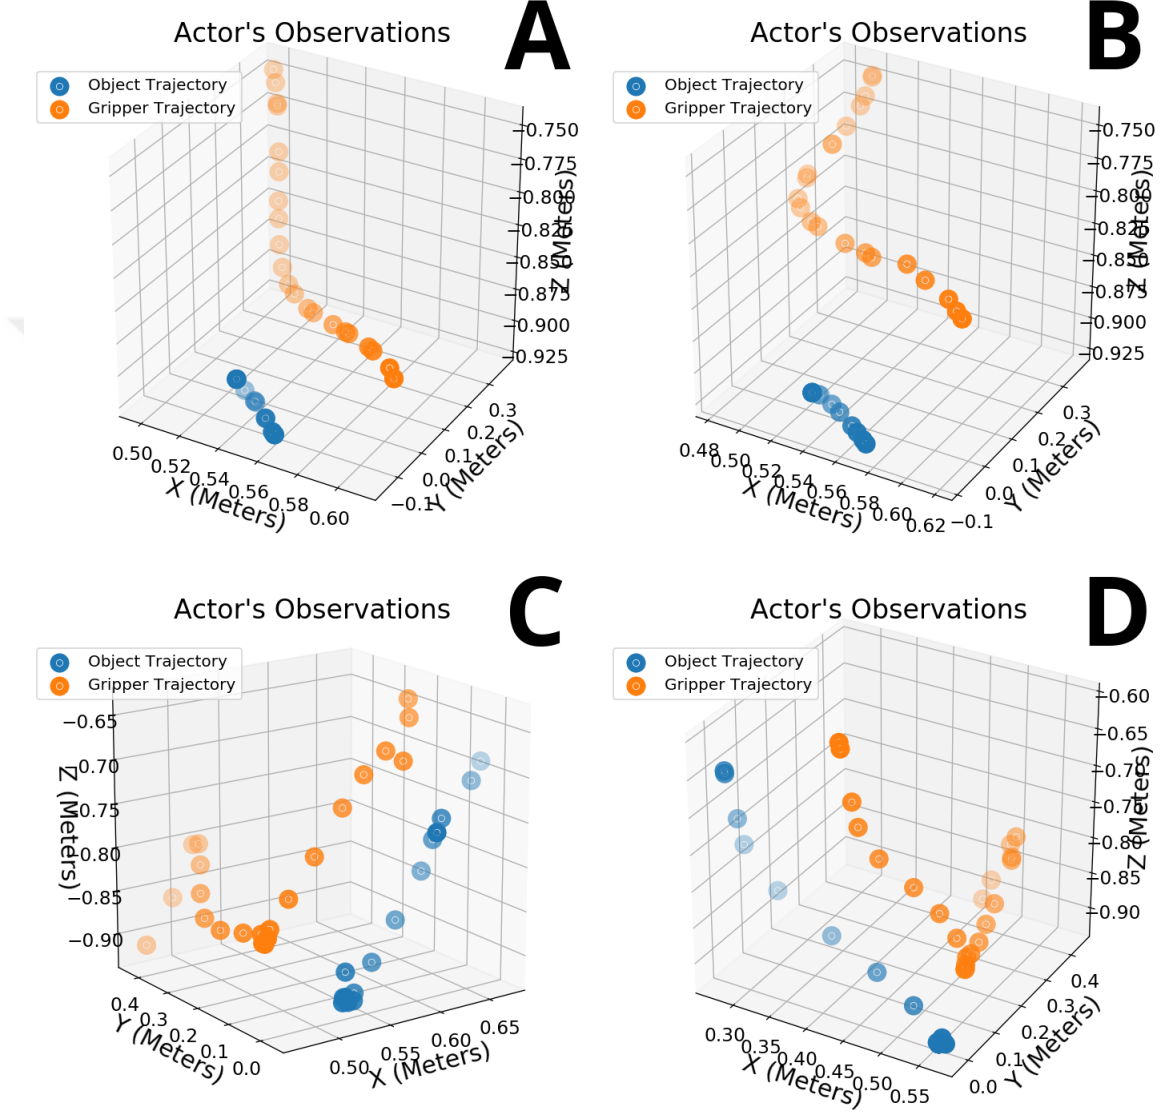 Actor's Observations
A
Object Trajectory
Gripper Trajectory
−0.750
−0.775
−0.800
−0.825
−0.850
−0.875
−0.900
−0.925
Z (Meters)
0.50
0.52
0.54
0.56
0.58
0.60
X (Meters)
−0.1
0.0
0.1
0.2
0.3
Y (Meters)
Actor's Observations
B
Object Trajectory
Gripper Trajectory
−0.750
−0.775
−0.800
−0.825
−0.850
−0.875
−0.900
−0.925
Z (Meters)
0.48
0.50
0.52
0.54
0.56
0.58
0.60
0.62
X (Meters)
−0.1
0.0
0.1
0.2
0.3
Y (Meters)
Actor's Observations
C
Object Trajectory
Gripper Trajectory
−0.65
−0.70
−0.75
−0.80
−0.85
−0.90
Z (Meters)
0.4
0.3
0.2
0.1
0.0
Y (Meters)
0.50
0.55
0.60
0.65
X (Meters)
Actor's Observations
D
Object Trajectory
Gripper Trajectory
−0.60
−0.65
−0.70
−0.75
−0.80
−0.85
−0.90
Z (Meters)
0.30
0.35
0.40
0.45
0.50
0.55
X (Meters)
0.0
0.1
0.2
0.3
0.4
Y (Meters)